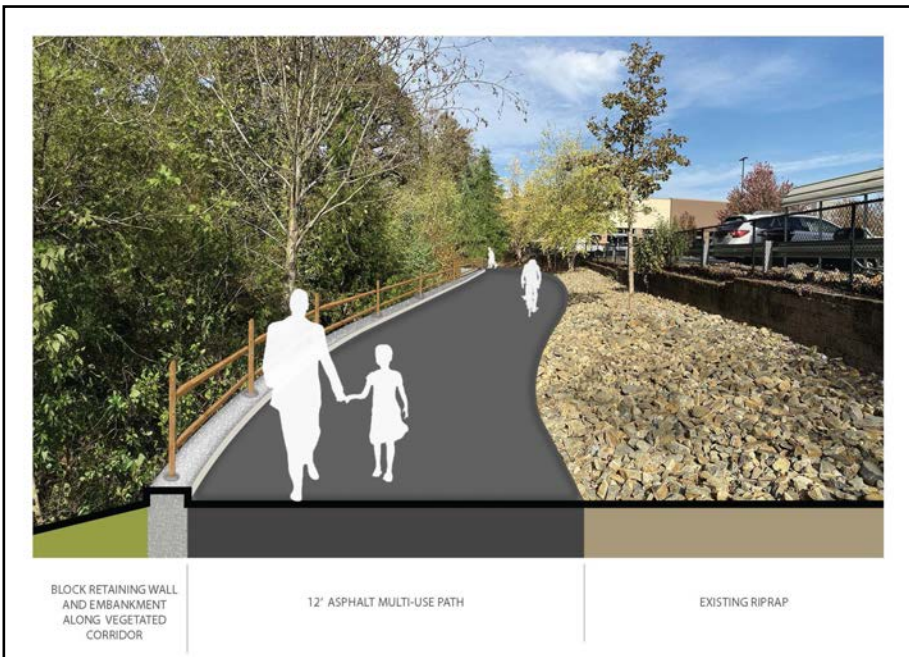 BLOCK RETAINING WALL
AND EMBANKMENT
ALONG VEGETATED
CORRIDOR
12' ASPHALT MULTI-USE PATH
EXISTING RIPRAP